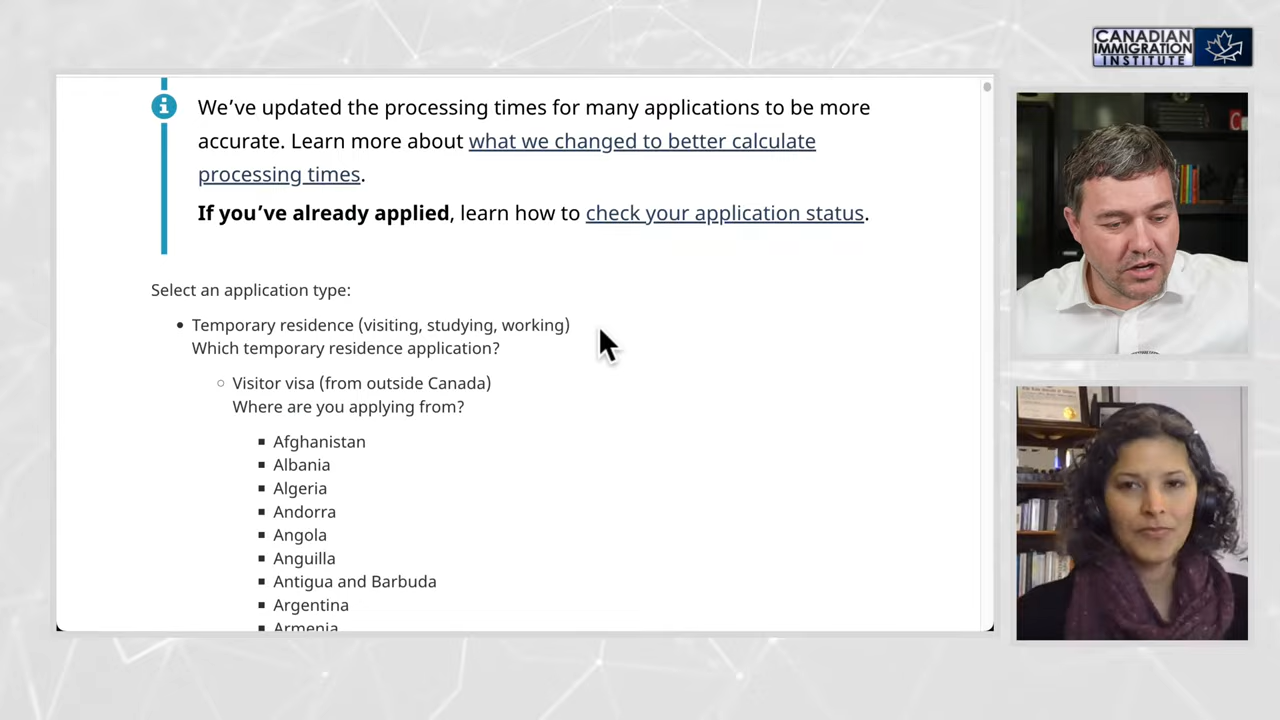 CANADIAN
IMMIGRATION
INSTITUTE
We’ve updated the processing times for many applications to be more
accurate. Learn more about what we changed to better calculate
processing times.
If you’ve already applied, learn how to check your application status.
Select an application type:
Temporary residence (visiting, studying, working)
Which temporary residence application?
Visitor visa (from outside Canada)
Where are you applying from?
Afghanistan
Albania
Algeria
Andorra
Angola
Anguilla
Antigua and Barbuda
Argentina
Armenia